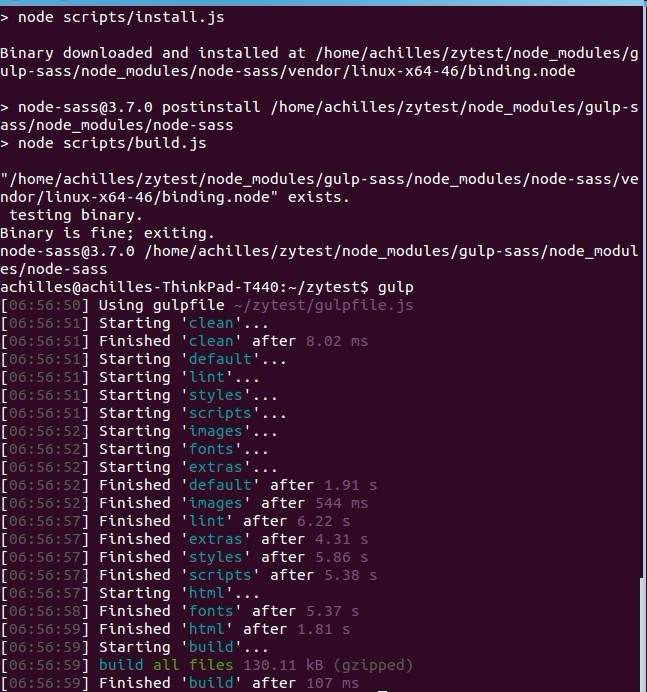 > node scripts/install.js
Binary downloaded and installed at /home/achilles/zytest/node_modules/g
ulp-sass/node_modules/node-sass/vendor/linux-x64-46/binding.node
> node-sass@3.7.0 postinstall /home/achilles/zytest/node_modules/gulp-s
ass/node_modules/node-sass
> node scripts/build.js
"/home/achilles/zytest/node_modules/gulp-sass/node_modules/node-sass/ve
ndor/linux-x64-46/binding.node" exists.
 testing binary.
Binary is fine; exiting.
node-sass@3.7.0 /home/achilles/zytest/node_modules/gulp-sass/node_modul
es/node-sass
achilles@achilles-ThinkPad-T440:~/zytest$ gulp
[06:56:50] Using gulpfile ~/zytest/gulpfile.js
[06:56:51] Starting 'clean'...
[06:56:51] Finished 'clean' after 8.02 ms
[06:56:51] Starting 'default'...
[06:56:51] Starting 'lint'...
[06:56:51] Starting 'styles'...
[06:56:51] Starting 'scripts'...
[06:56:52] Starting 'images'...
[06:56:52] Starting 'fonts'...
[06:56:52] Starting 'extras'...
[06:56:52] Finished 'default' after 1.91 s
[06:56:52] Finished 'images' after 544 ms
[06:56:57] Finished 'lint' after 6.22 s
[06:56:57] Finished 'extras' after 4.31 s
[06:56:57] Finished 'styles' after 5.86 s
[06:56:57] Finished 'scripts' after 5.38 s
[06:56:57] Starting 'html'...
[06:56:58] Finished 'fonts' after 5.37 s
[06:56:59] Finished 'html' after 1.81 s
[06:56:59] Starting 'build'...
[06:56:59] build all files 130.11 kB (gzipped)
[06:56:59] Finished 'build' after 107 ms